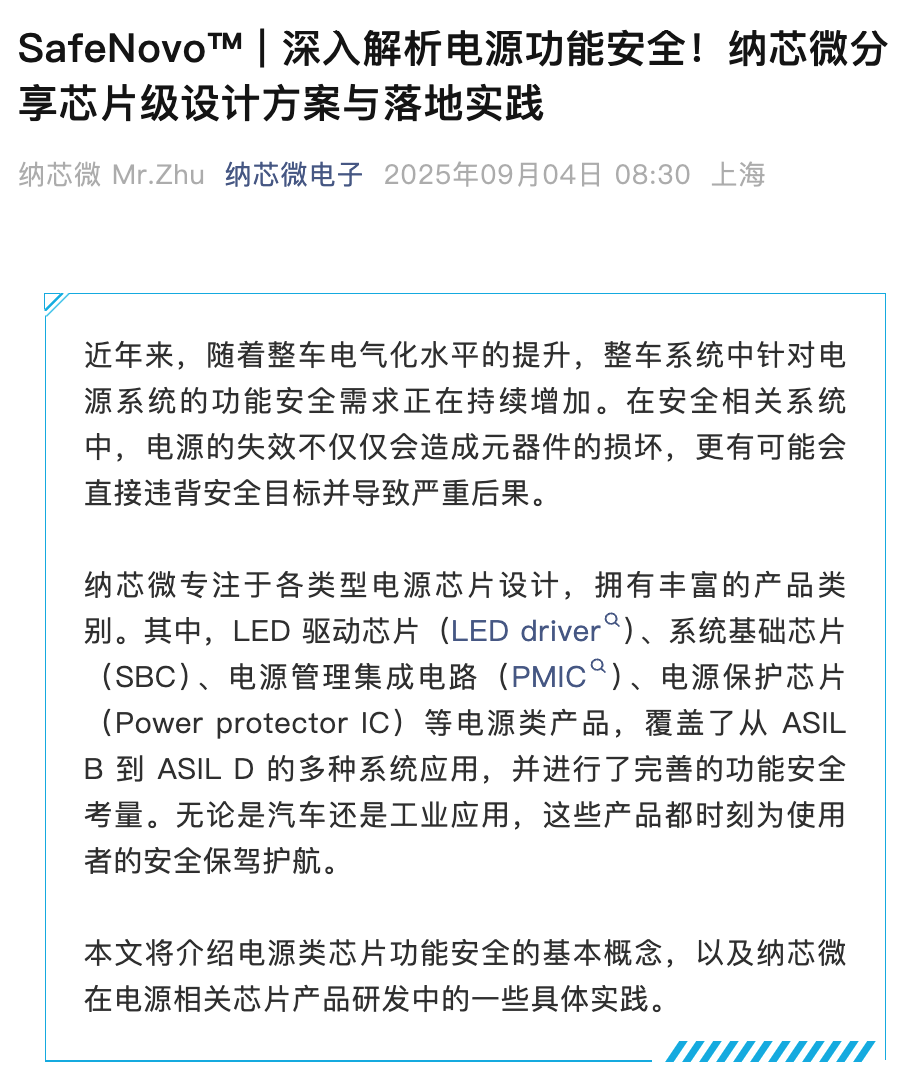 SafeNovo™ | 深入解析电源功能安全！纳芯微分
享芯片级设计方案与落地实践
纳芯微 Mr.Zhu 纳芯微电子 2025年09月04日 08:30 上海
近年来，随着整车电气化水平的提升，整车系统中针对电
源系统的功能安全需求正在持续增加。在安全相关系统
中，电源的失效不仅仅会造成元器件的损坏，更有可能会
直接违背安全目标并导致严重后果。
纳芯微专注于各类型电源芯片设计，拥有丰富的产品类
别。其中，LED 驱动芯片（LED driver）、系统基础芯片
（SBC）、电源管理集成电路（PMIC）、电源保护芯片
（Power protector IC）等电源类产品，覆盖了从 ASIL
B 到 ASIL D 的多种系统应用，并进行了完善的功能安全
考量。无论是汽车还是工业应用，这些产品都时刻为使用
者的安全保驾护航。
本文将介绍电源类芯片功能安全的基本概念，以及纳芯微
在电源相关芯片产品研发中的一些具体实践。